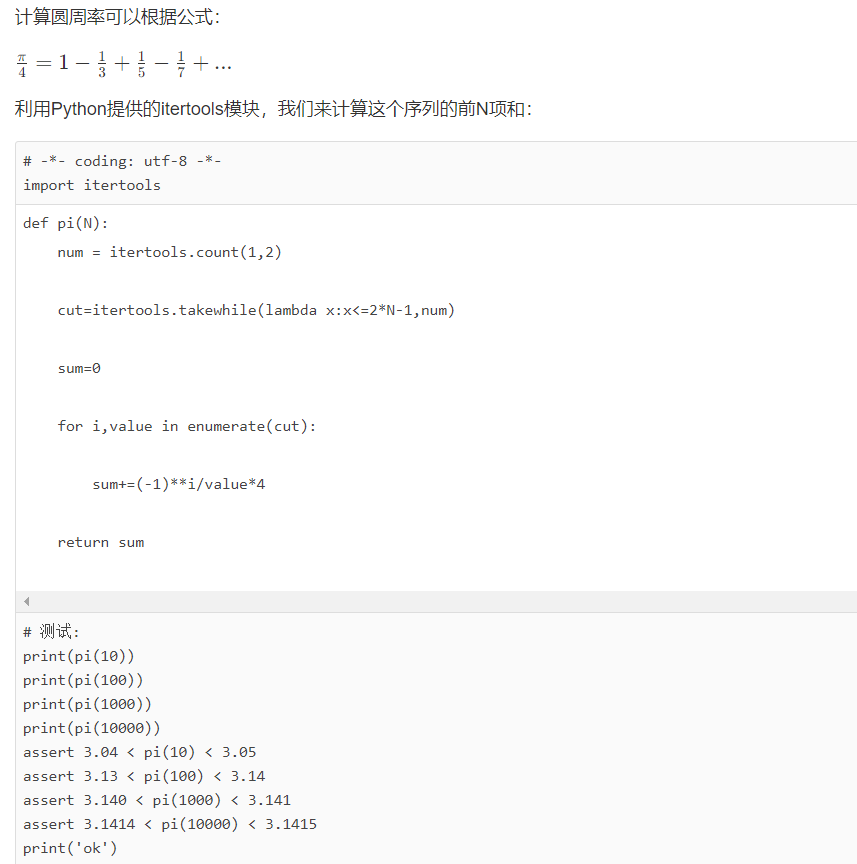 计算圆周率可以根据公式：
π/4 = 1 − 1/3 + 1/5 − 1/7 + ...
利用Python提供的itertools模块，我们来计算这个序列的前N项和：
# -*- coding: utf-8 -*-
import itertools
def pi(N):
    num = itertools.count(1,2)
    cut=itertools.takewhile(lambda x:x<=2*N-1,num)
    sum=0
    for i,value in enumerate(cut):
        sum+=(-1)**i/value*4
    return sum
# 测试:
print(pi(10))
print(pi(100))
print(pi(1000))
print(pi(10000))
assert 3.04 < pi(10) < 3.05
assert 3.13 < pi(100) < 3.14
assert 3.140 < pi(1000) < 3.141
assert 3.1414 < pi(10000) < 3.1415
print('ok')